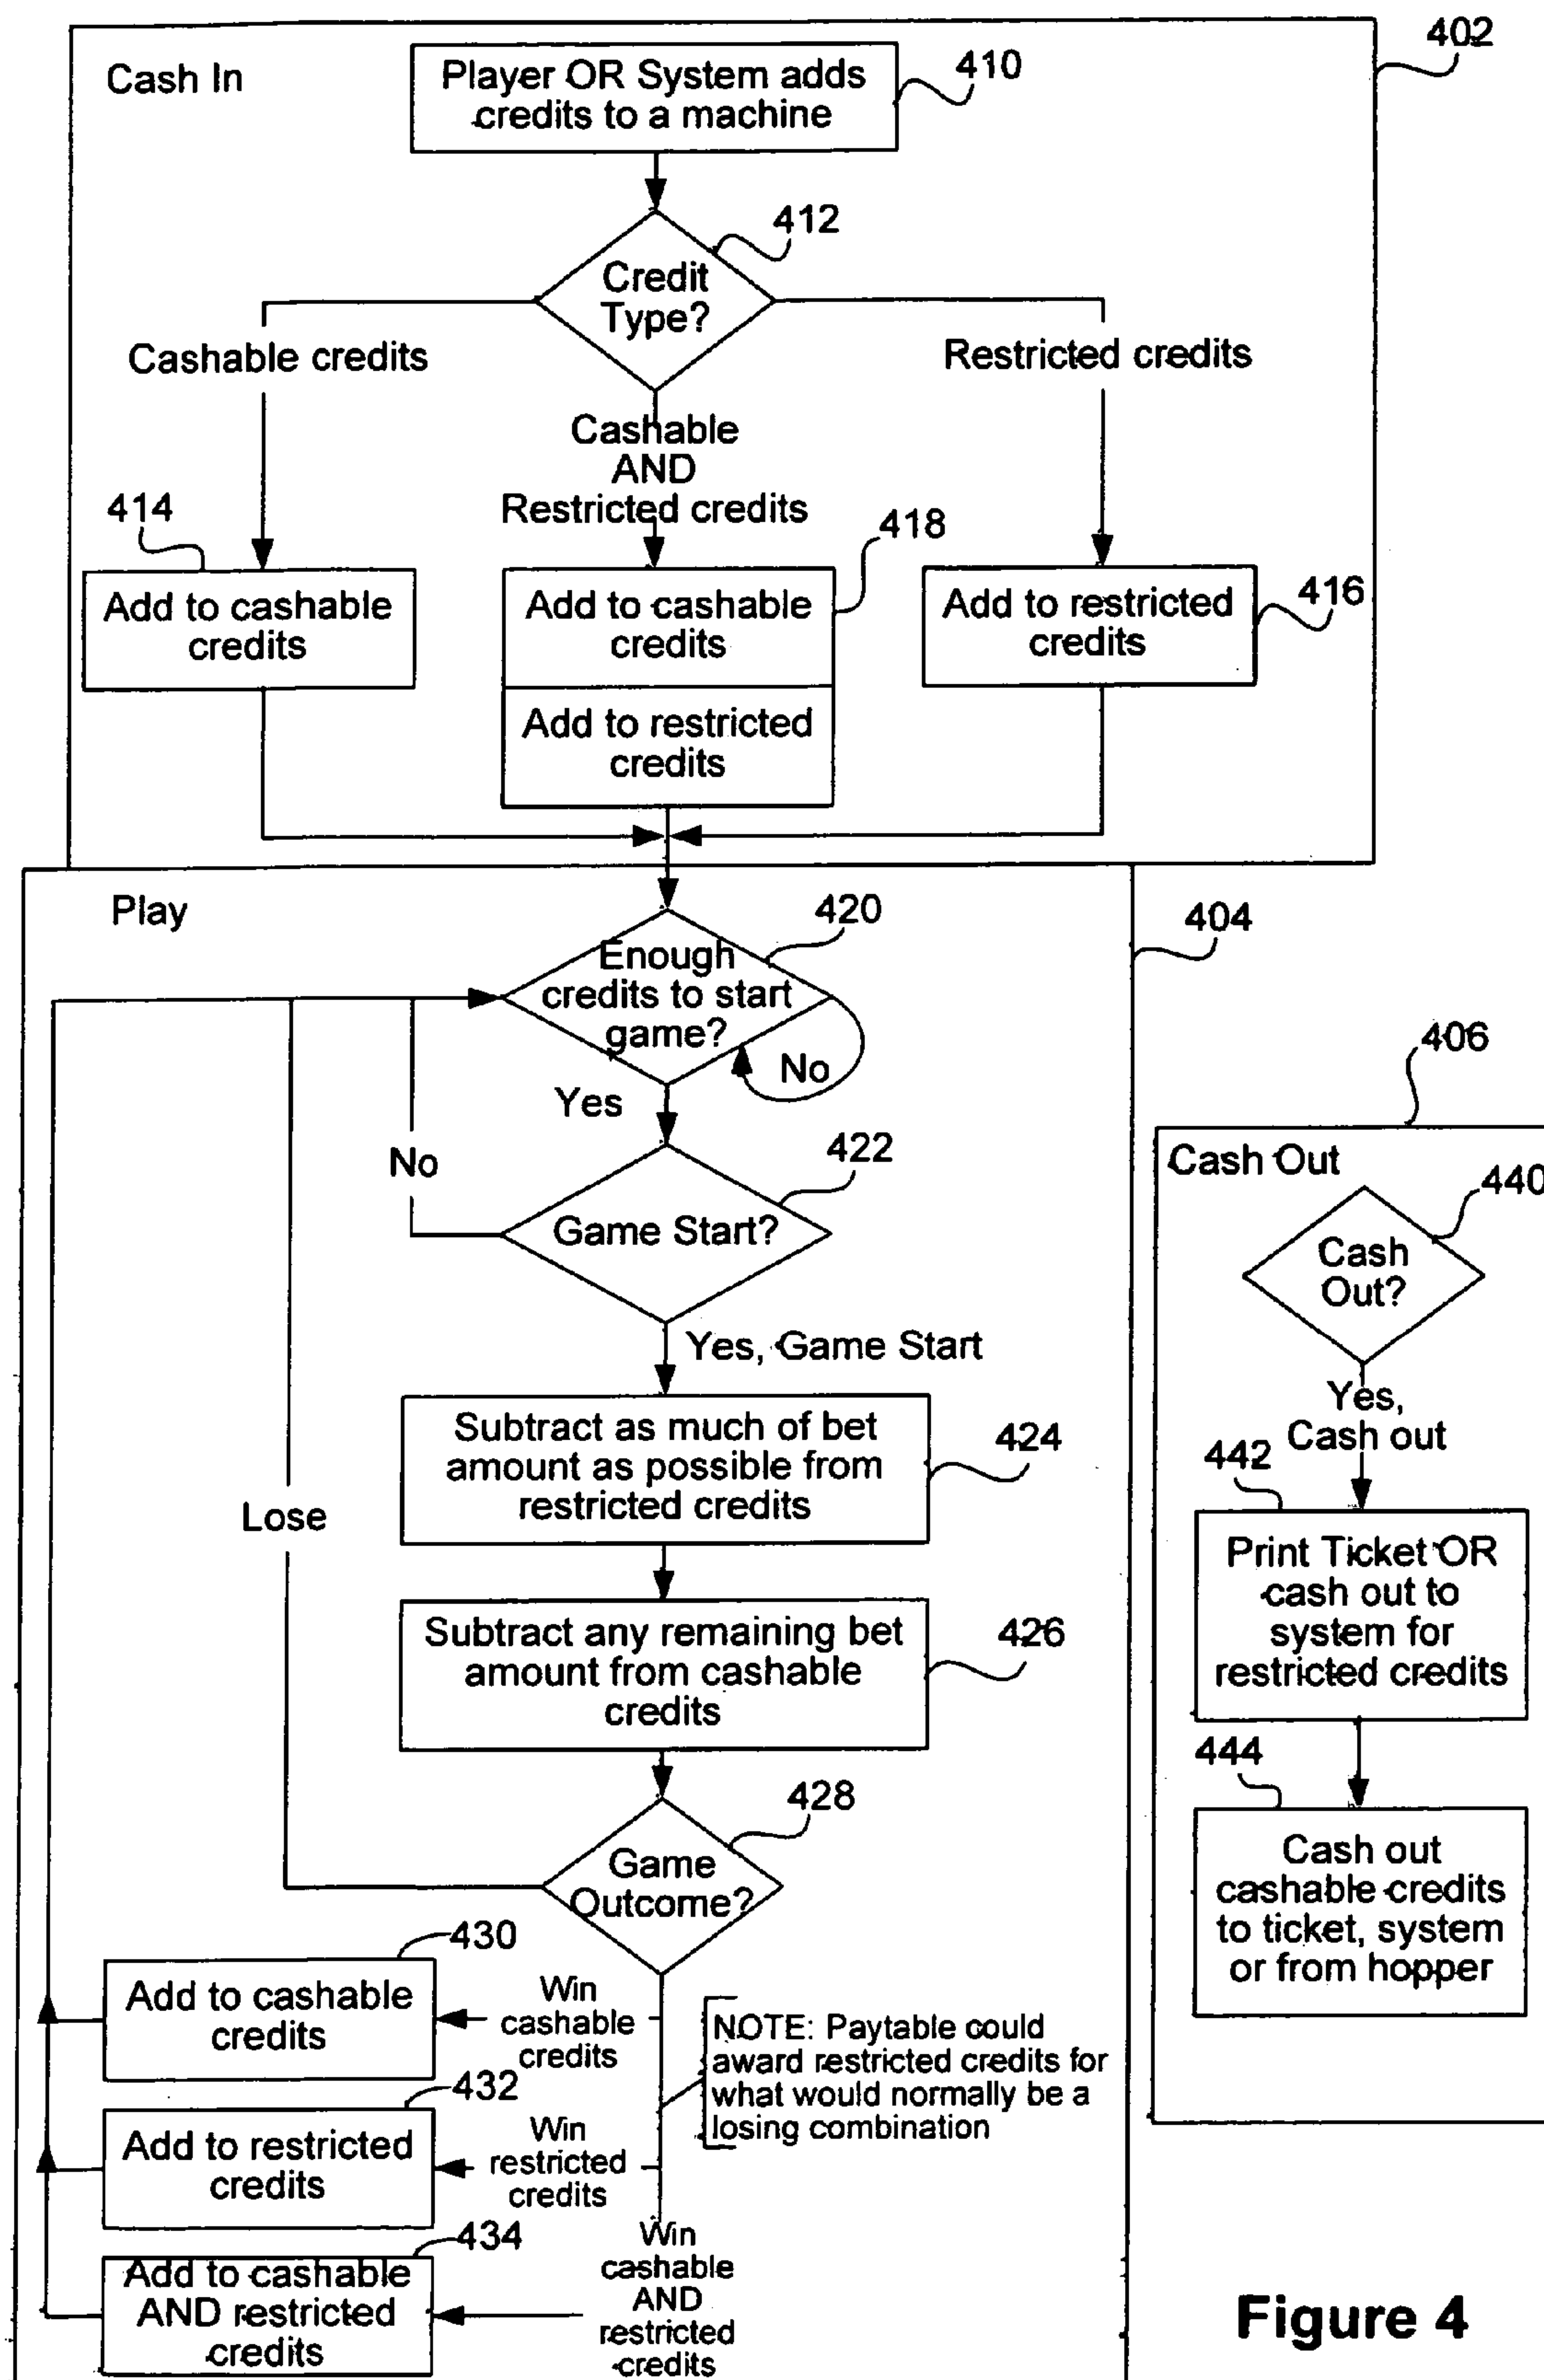 402
Cash In
Player OR System adds
credits to a machine
410
412
Credit
Type?
Cashable credits
Restricted credits
Cashable
AND
Restricted credits
414
418
416
Add to cashable
credits
Add to cashable
credits
Add to restricted
credits
Add to restricted
credits
Play
420
404
Enough
credits to start
game?
No
Yes
No
422
Game Start?
Yes, Game Start
Subtract as much of bet
amount as possible from
restricted credits
424
Lose
Subtract any remaining bet
amount from cashable
credits
426
428
Game
Outcome?
430
Add to cashable
credits
Win
cashable
credits
NOTE: Paytable could
award restricted credits for
what would normally be a
losing combination
432
Add to restricted
credits
Win
restricted
credits
434
Add to cashable
AND restricted
credits
Win
cashable
AND
restricted
credits
406
Cash Out
440
Cash
Out?
Yes,
Cash out
442
Print Ticket OR
cash out to
system for
restricted credits
444
Cash out
cashable credits
to ticket, system
or from hopper
Figure 4